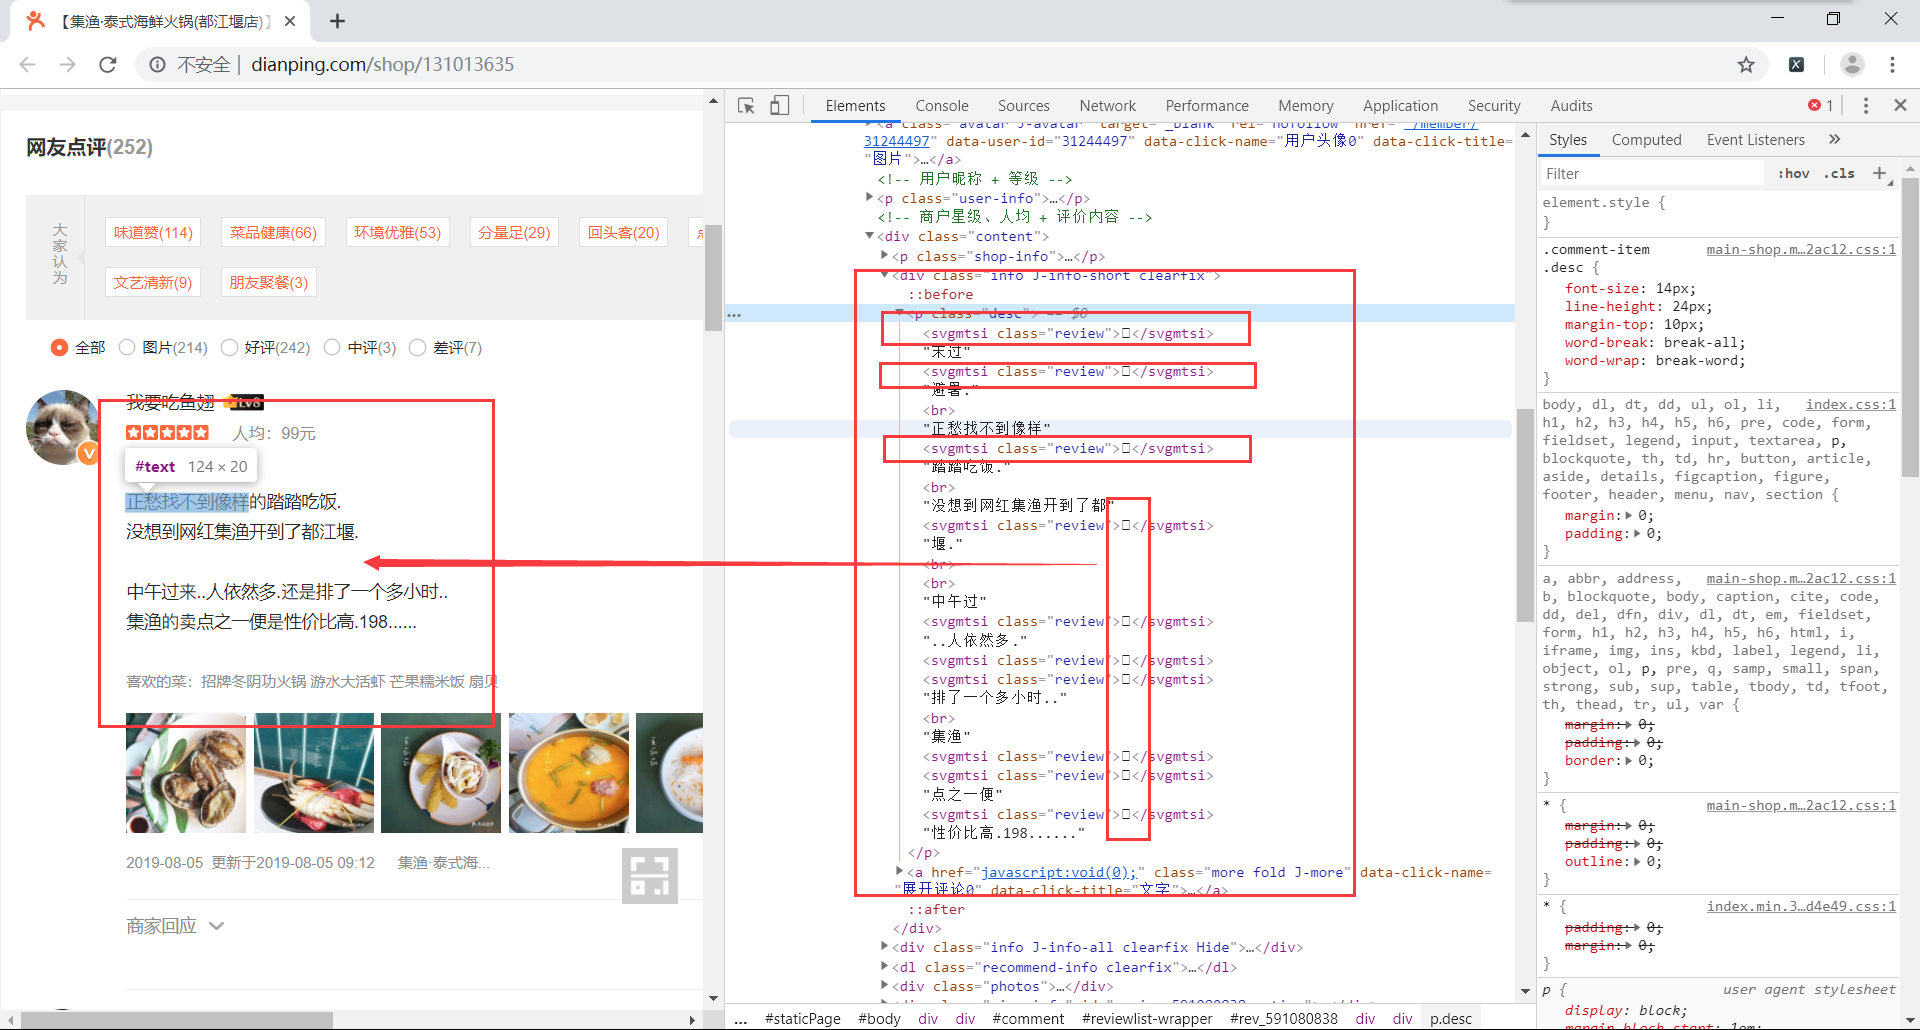 【集渔·泰式海鲜火锅(都江堰店)】
不安全 | dianping.com/shop/131013635
网友点评(252)
大家认为
味道赞(114)
菜品健康(66)
环境优雅(53)
分量足(29)
回头客(20)
文艺清新(9)
朋友聚餐(3)
全部 图片(214) 好评(242) 中评(3) 差评(7)
我要吃鱼翅 Lv8
人均：99元
#text 124 × 20
正愁找不到像样的踏踏吃饭.
没想到网红集渔开到了都江堰.
中午过来..人依然多.还是排了一个多小时..
集渔的卖点之一便是性价比高.198......
喜欢的菜：招牌冬阴功火锅 游水大活虾 芒果糯米饭 扇贝
2019-08-05 更新于2019-08-05 09:12 集渔·泰式海...
商家回应
Elements Console Sources Network Performance Memory Application Security Audits 1
<a class="avatar J-avatar" target="_blank" rel="nofollow" href="/member/
31244497" data-user-id="31244497" data-click-name="用户头像0" data-click-title=
"图片">…</a>
<!-- 用户昵称 + 等级 -->
<p class="user-info">…</p>
<!-- 商户星级、人均 + 评价内容 -->
<div class="content">
<p class="shop-info">…</p>
<div class="info J-info-short clearfix">
::before
... <p class="desc"> == $0
<svgmtsi class="review">□</svgmtsi>
"末过"
<svgmtsi class="review">□</svgmtsi>
"避暑."
<br>
"正愁找不到像样"
<svgmtsi class="review">□</svgmtsi>
"踏踏吃饭."
<br>
"没想到网红集渔开到了都"
<svgmtsi class="review">□</svgmtsi>
"堰."
<br>
<br>
"中午过"
<svgmtsi class="review">□</svgmtsi>
"..人依然多."
<svgmtsi class="review">□</svgmtsi>
<svgmtsi class="review">□</svgmtsi>
"排了一个多小时.."
<br>
"集渔"
<svgmtsi class="review">□</svgmtsi>
<svgmtsi class="review">□</svgmtsi>
"点之一便"
<svgmtsi class="review">□</svgmtsi>
"性价比高.198......"
</p>
<a href="javascript:void(0);" class="more fold J-more" data-click-name=
"展开评论0" data-click-title="文字">…</a>
::after
</div>
<div class="info J-info-all clearfix Hide">…</div>
<dl class="recommend-info clearfix">…</dl>
<div class="photos">…</div>
... #staticPage #body div div #comment #reviewlist-wrapper #rev_591080838 div div p.desc
Styles Computed Event Listeners »
Filter :hov .cls +
element.style {
}
.comment-item main-shop.m…2ac12.css:1
.desc {
font-size: 14px;
line-height: 24px;
margin-top: 10px;
word-break: break-all;
word-wrap: break-word;
}
body, dl, dt, dd, ul, ol, li, index.css:1
h1, h2, h3, h4, h5, h6, pre, code, form,
fieldset, legend, input, textarea, p,
blockquote, th, td, hr, button, article,
aside, details, figcaption, figure,
footer, header, menu, nav, section {
margin: 0;
padding: 0;
}
a, abbr, address, main-shop.m…2ac12.css:1
b, blockquote, body, caption, cite, code,
dd, del, dfn, div, dl, dt, em, fieldset,
form, h1, h2, h3, h4, h5, h6, html, i,
iframe, img, ins, kbd, label, legend, li,
object, ol, p, pre, q, samp, small, span,
strong, sub, sup, table, tbody, td, tfoot,
th, thead, tr, ul, var {
margin: 0;
padding: 0;
border: 0;
}
* { main-shop.m…2ac12.css:1
margin: 0;
padding: 0;
outline: 0;
}
* { index.min.3…d4e49.css:1
padding: 0;
margin: 0;
}
p { user agent stylesheet
display: block;
margin-block-start: 1em;